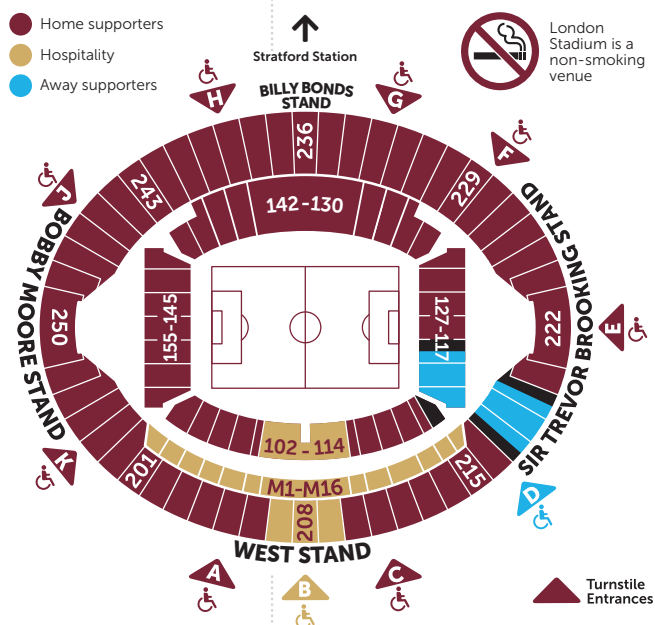 Home supporters
Hospitality
Away supporters
Stratford Station
London
Stadium is a
non-smoking
venue
H
BILLY BONDS
STAND
G
F
J
236
243
229
142-130
BOBBY MOORE STAND
SIR TREVOR BROOKING STAND
250
155-145
127-117
222
E
K
102 - 114
201
M1-M16
215
208
D
WEST STAND
A
B
C
Turnstile
Entrances